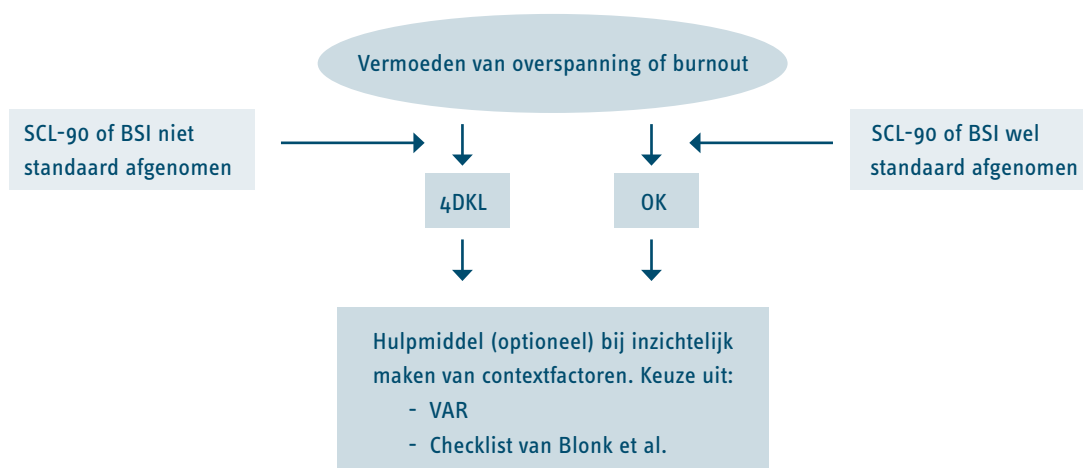 Vermoeden van overspanning of burnout
SCL-90 of BSI niet
standaard afgenomen
SCL-90 of BSI wel
standaard afgenomen
4DKL
OK
Hulpmiddel (optioneel) bij inzichtelijk
maken van contextfactoren. Keuze uit:
- VAR
- Checklist van Blonk et al.